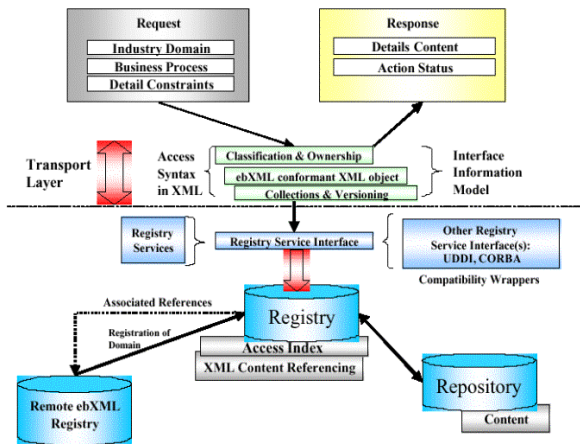 Request
Industry Domain
Business Process
Detail Constraints
Response
Details Content
Action Status
Transport
Layer
Access
Syntax
in XML
Classification & Ownership
ebXML conformant XML object
Collections & Versioning
Interface
Information
Model
Registry
Services
Registry Service Interface
Other Registry
Service Interface(s):
UDDI, CORBA
Compatibility Wrappers
Associated References
Registration of
Domain
Registry
Access Index
XML Content Referencing
Remote ebXML
Registry
Repository
Content